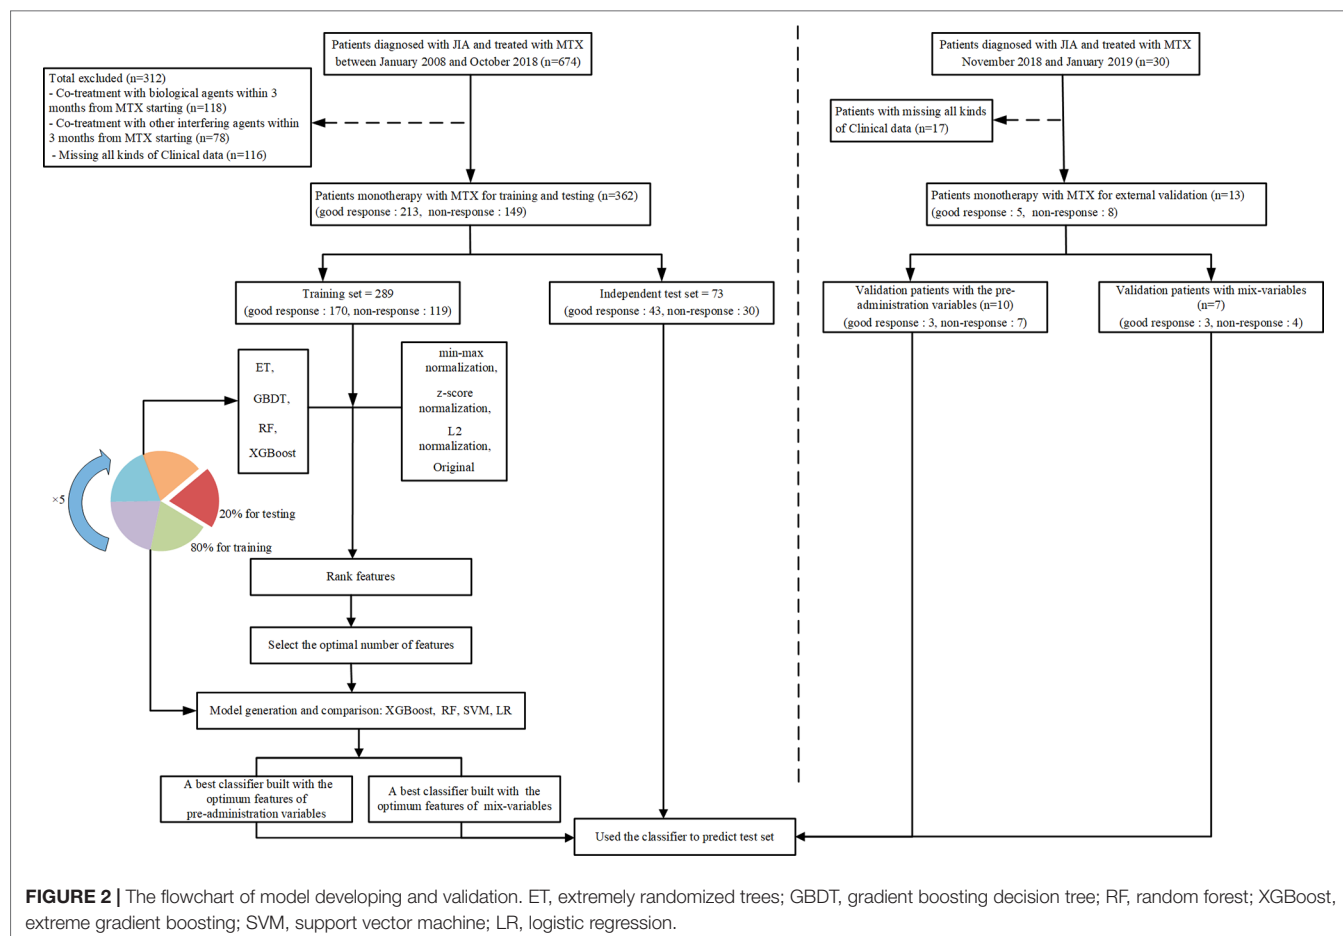 Patients diagnosed with JIA and treated with MTX
between January 2008 and October 2018 (n=674)
Total excluded (n=312)
- Co-treatment with biological agents within 3
months from MTX starting (n=118)
- Co-treatment with other interfering agents within
3 months from MTX starting (n=78)
- Missing all kinds of Clinical data (n=116)
Patients monotherapy with MTX for training and testing (n=362)
(good response : 213, non-response : 149)
Training set = 289
(good response : 170, non-response : 119)
Independent test set = 73
(good response : 43, non-response : 30)
ET,
GBDT,
RF,
XGBoost
min-max
normalization,
z-score
normalization,
L2
normalization,
Original
×5
20% for testing
80% for training
Rank features
Select the optimal number of features
Model generation and comparison: XGBoost, RF, SVM, LR
A best classifier built with the
optimum features of
pre-administration variables
A best classifier built with the
optimum features of mix-variables
Used the classifier to predict test set
Patients diagnosed with JIA and treated with MTX
November 2018 and January 2019 (n=30)
Patients with missing all kinds
of Clinical data (n=17)
Patients monotherapy with MTX for external validation (n=13)
(good response : 5, non-response : 8)
Validation patients with the pre-
administration variables (n=10)
(good response : 3, non-response : 7)
Validation patients with mix-variables
(n=7)
(good response : 3, non-response : 4)
FIGURE 2 | The flowchart of model developing and validation. ET, extremely randomized trees; GBDT, gradient boosting decision tree; RF, random forest; XGBoost,
extreme gradient boosting; SVM, support vector machine; LR, logistic regression.